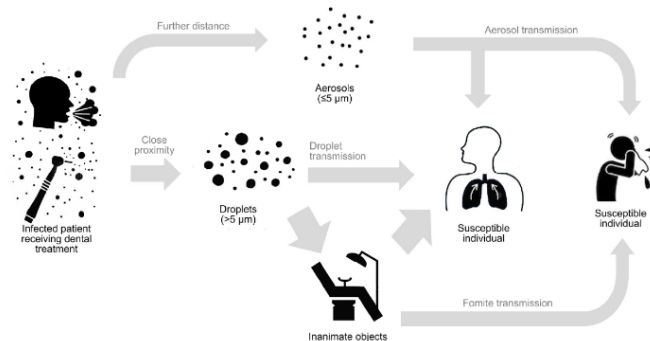 Further distance
Aerosol transmission
Aerosols
(≤5 μm)
Close
proximity
Droplet
transmission
Droplets
(>5 μm)
Infected patient
receiving dental
treatment
Susceptible
individual
Susceptible
individual
Fomite transmission
Inanimate objects